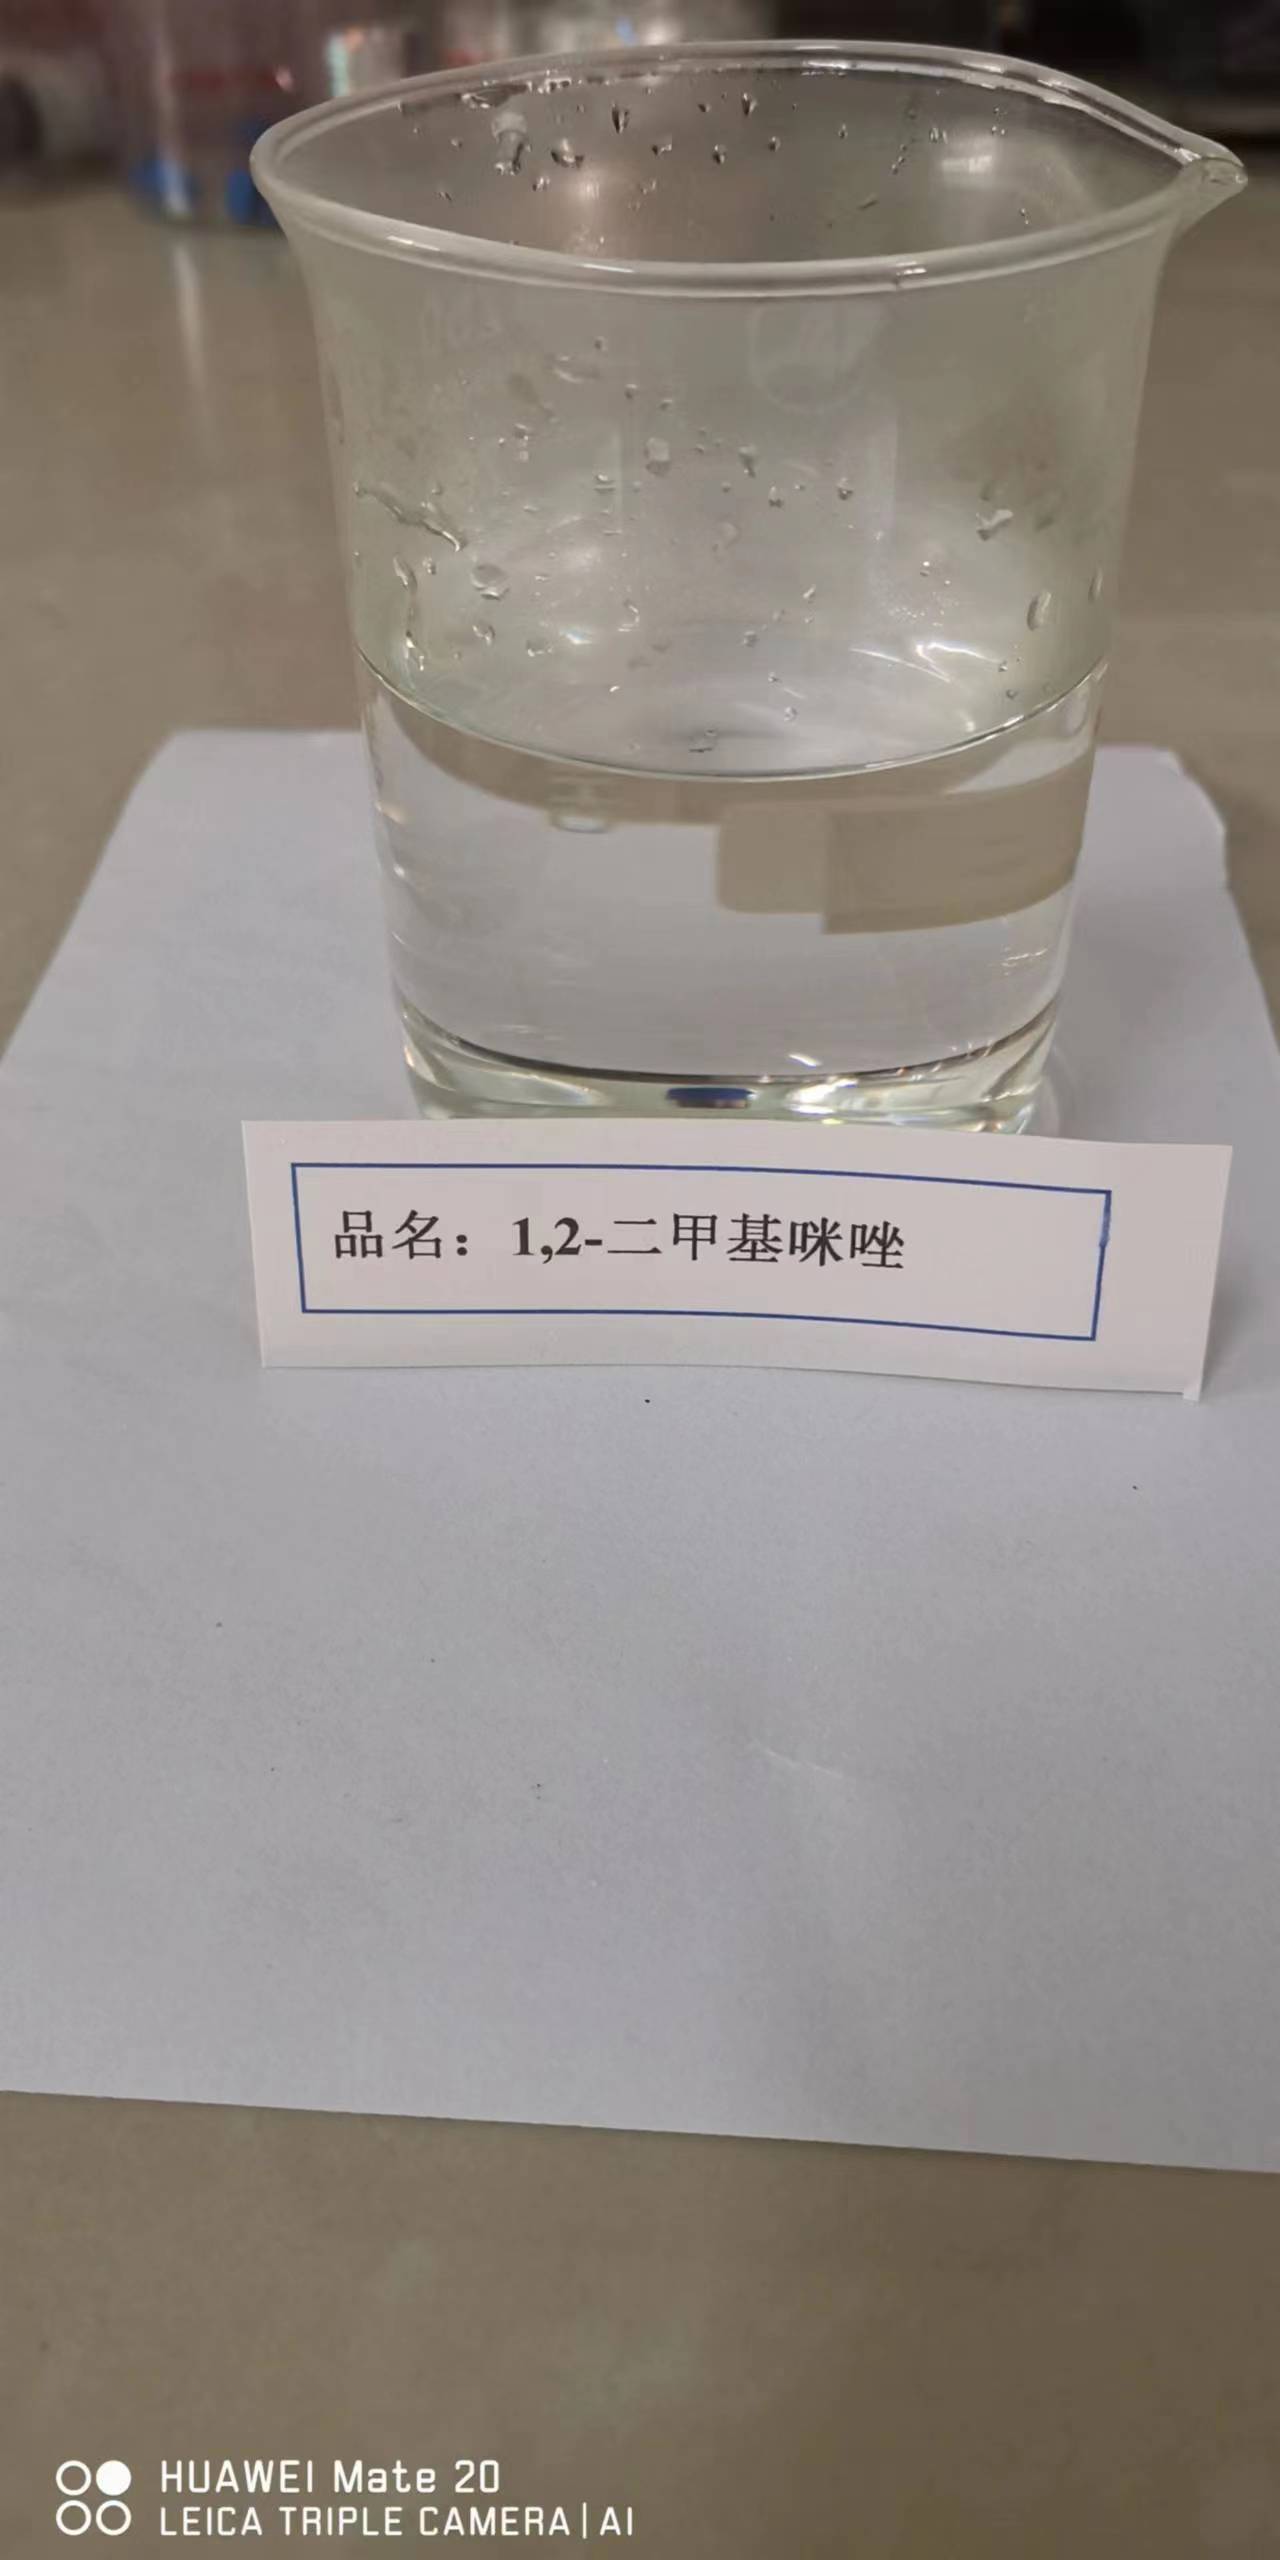 品名：1,2-二甲基咪唑
HUAWEI Mate 20
LEICA TRIPLE CAMERA | AI